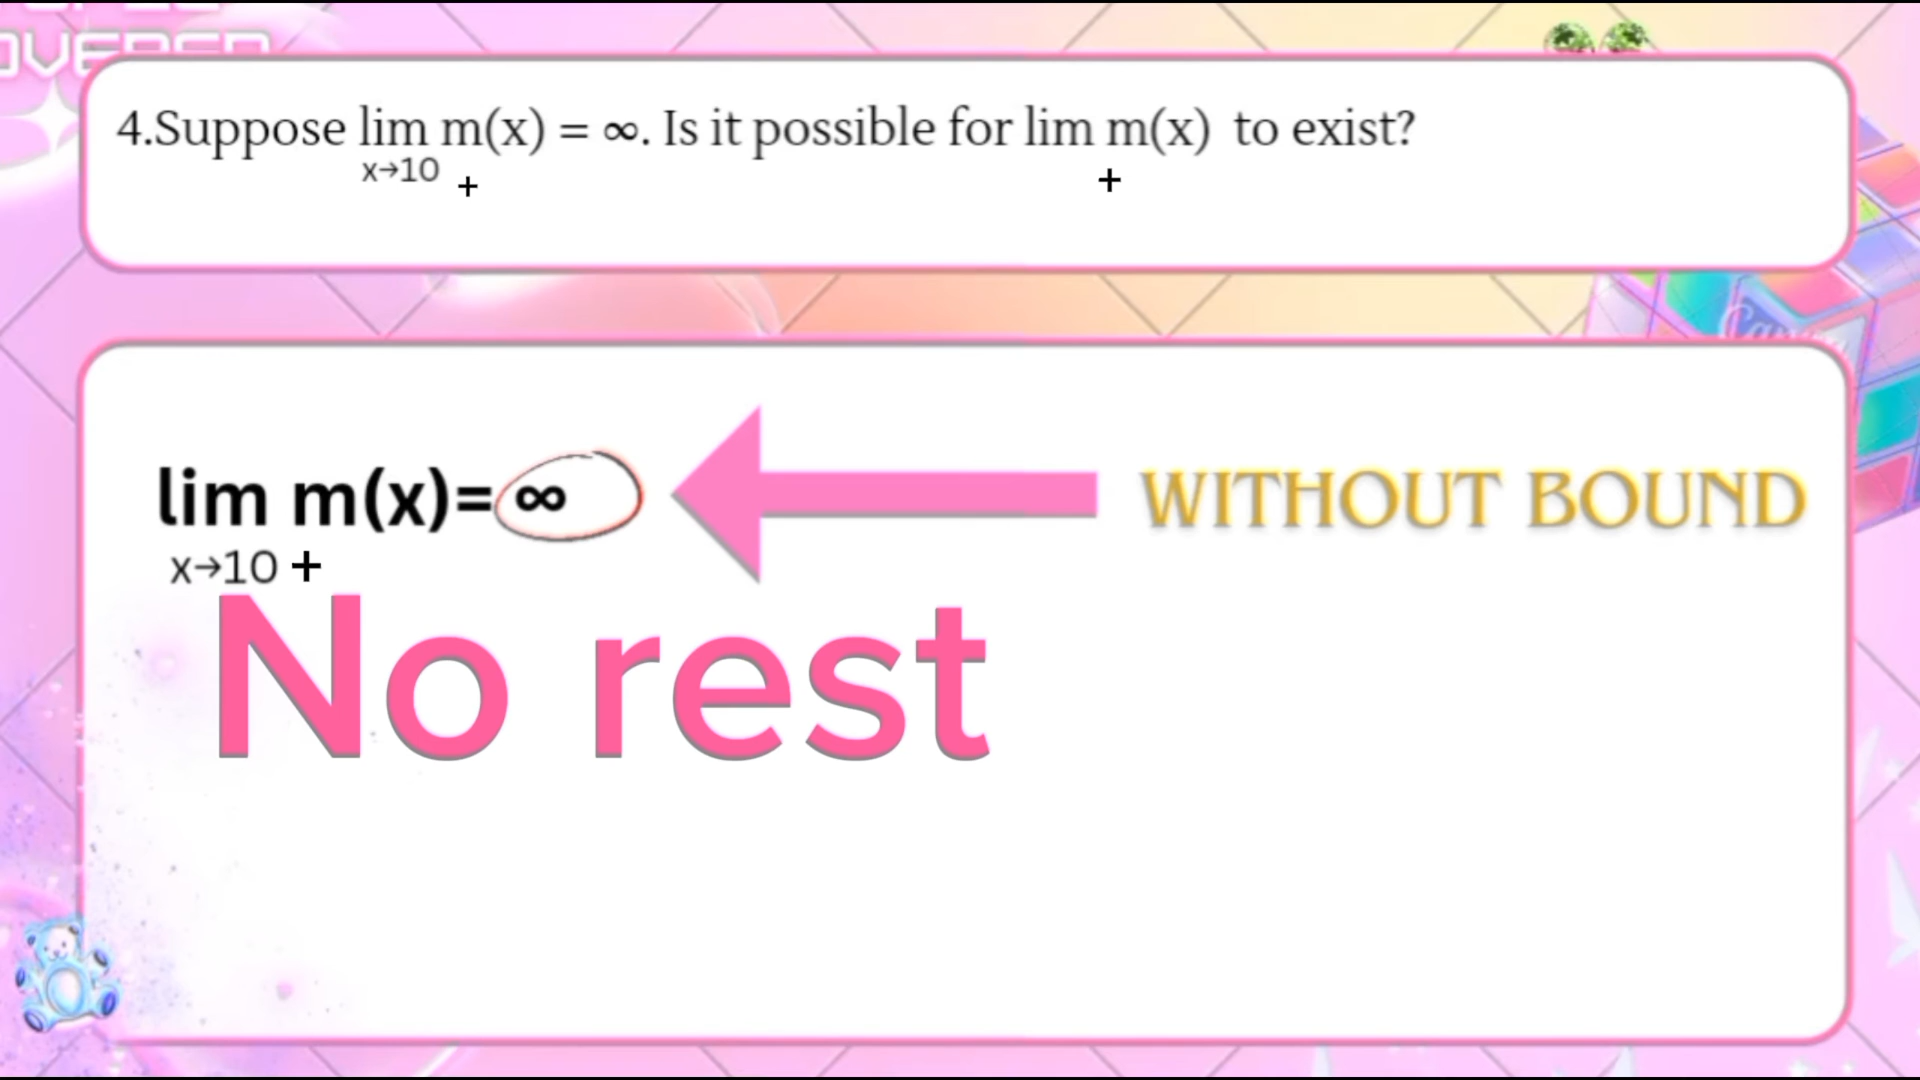 4.Suppose lim m(x) = ∞. Is it possible for lim m(x) to exist?
x→10 + +
lim m(x)=∞ WITHOUT BOUND
x→10 +
No rest